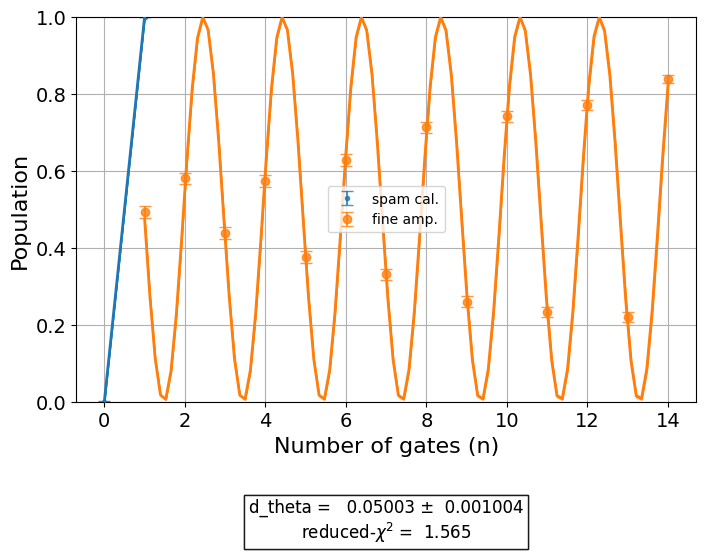 1.0
0.8
0.6
0.4
0.2
0.0
Population
spam cal.
fine amp.
0 2 4 6 8 10 12 14
Number of gates (n)
d_theta = 0.05003 ± 0.001004
reduced-χ² = 1.565